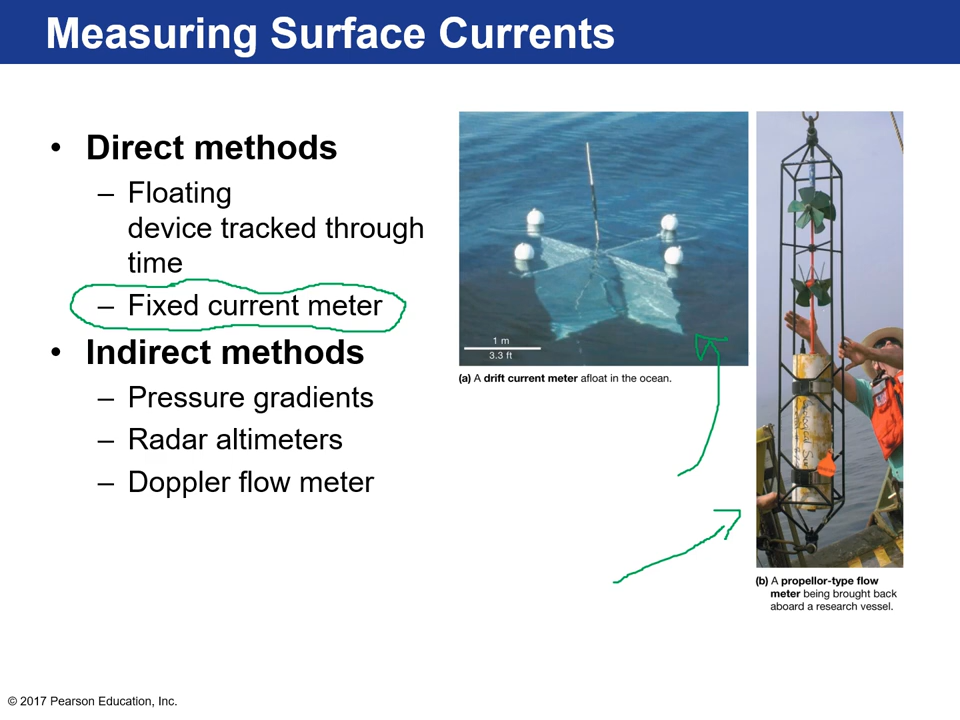 Measuring Surface Currents
• Direct methods
– Floating
device tracked through
time
– Fixed current meter
• Indirect methods
– Pressure gradients
– Radar altimeters
– Doppler flow meter
1 m
3.3 ft
(a) A drift current meter afloat in the ocean.
(b) A propellor-type flow
meter being brought back
aboard a research vessel.
© 2017 Pearson Education, Inc.